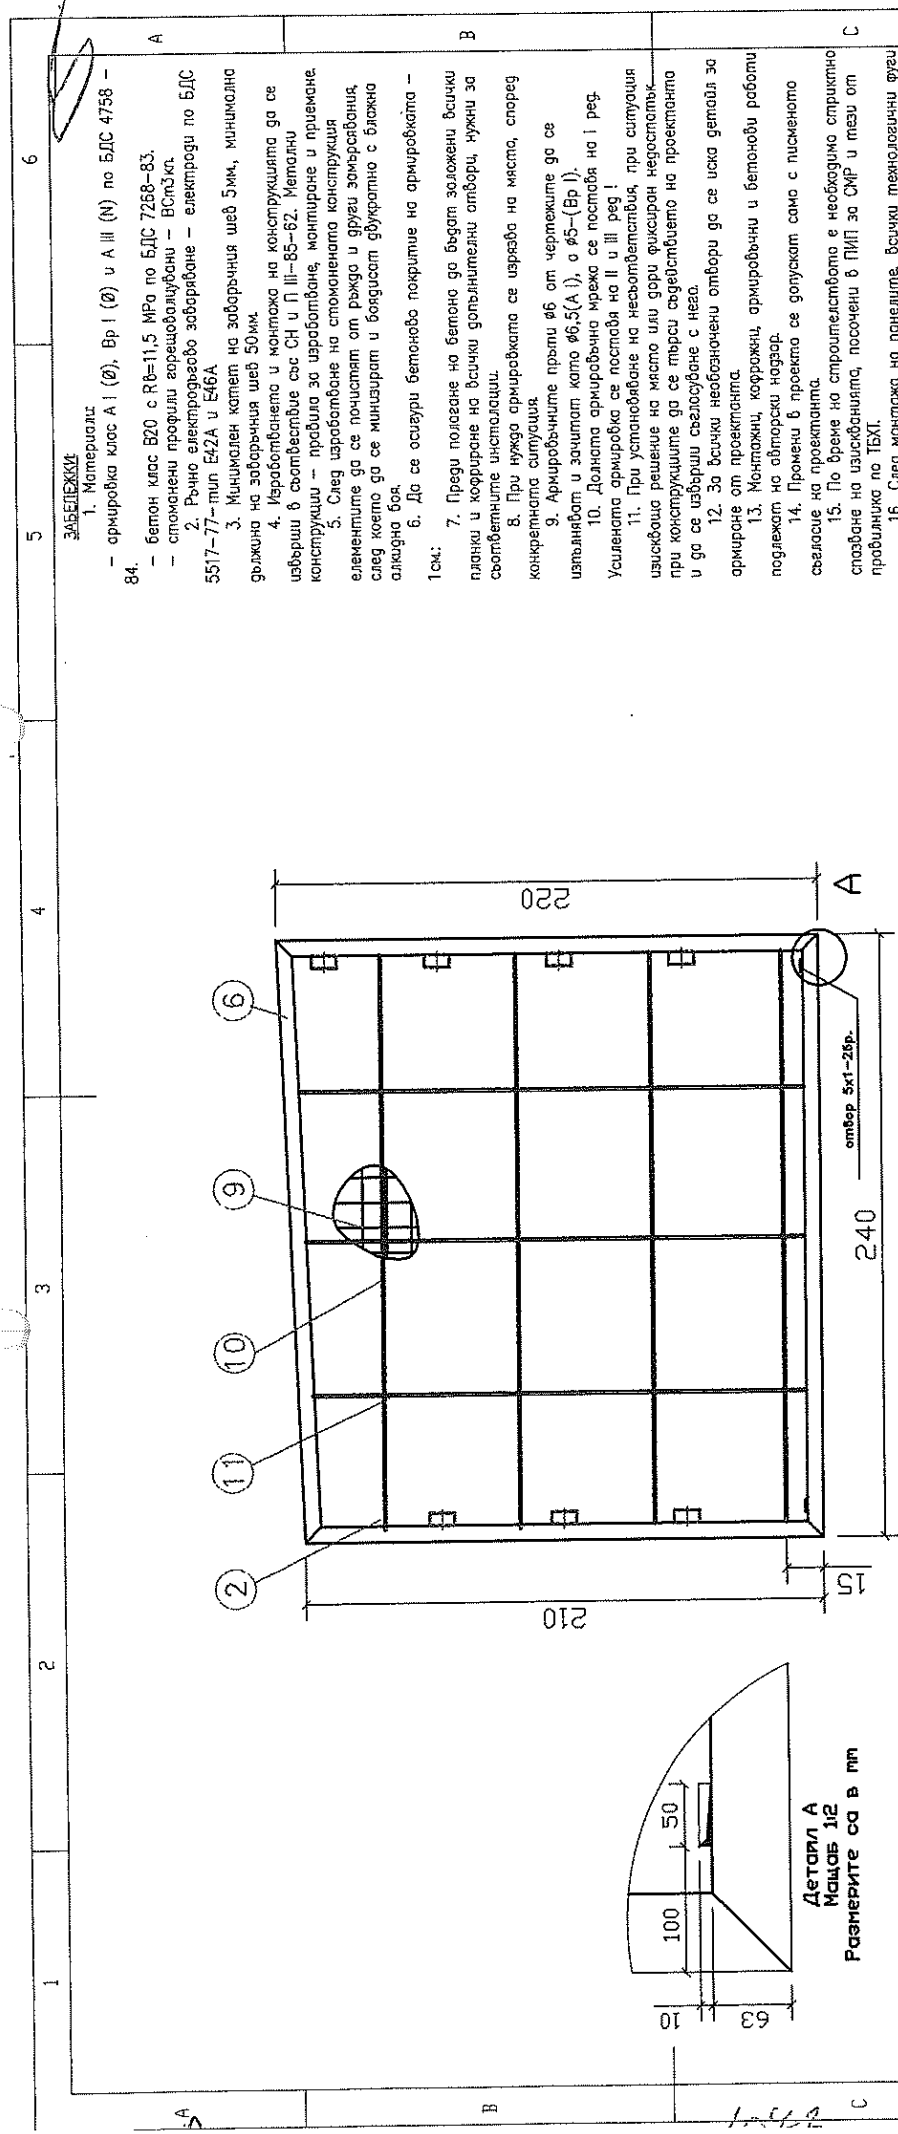 1
2
3
4
5
6
A
B
C
A
B
C
ЗАБЕЛЕЖКИ:
1. Материали:
- армировка клас А I (Ø), Вр I (Ø) и А III (N) по БДС 4758 -
84.
- бетон клас В20 с Rв=11,5 МРа по БДС 7268-83.
- стоманени профили горещовалцувани - ВСт3кп.
2. Ръчно електродъгово заваряване - електроди по БДС
5517-77- тип Е42А и Е46А
3. Минимален катет на заваръчния шев 5мм, минимална
дължина на заваръчния шев 50мм.
4. Изработването и монтажа на конструкцията да се
извърши в съответствие със СН и П III-85-62. Метални
конструкции - правила за изработване, монтиране и приемане.
5. След изработване на стоманената конструкция
елементите да се почистят от ръжда и други замърсявания,
след което да се минизират и боядисат двукратно с блажна
алкидна боя.
6. Да се осигури бетоново покритие на армировката -
1см:
7. Преди полагане на бетона да бъдат заложени всички
планки и кофриране на всички допълнителни отвори, нужни за
съответните инсталации.
8. При нужда армировката се изрязва на място, според
конкретната ситуация.
9. Армировъчните пръти ø6 от чертежите да се
изпълняват и зачитат като ø6,5(А I), а ø5-(Вр I).
10. Долната армировъчна мрежа се поставя на I ред.
Усилената армировка се поставя на II и III ред !
11. При установяване на несъответствия, при ситуация
изискваща решение на място или дори фиксиран недостатък
при конструкциите да се търси съдействието на проектанта
и да се извърши съгласуване с него.
12. За всички необозначени отвори да се иска детайл за
армиране от проектанта.
13. Монтажни, кофражни, армировъчни и бетонови работи
подлежат на авторски надзор.
14. Промени в проекта се допускат само с писменото
съгласие на проектанта.
15. По време на строителството е необходимо стриктно
спазване на изискванията, посочени в ПИП за СМР и тези от
правилника по ТБХТ.
16. След монтажа на панелите, всички технологични фуги
2
11
10
9
6
210
220
15
240
A
отвор 5х1-2бр.
100
50
10
63
Детайл А
Мащаб 1:2
Размерите са в mm